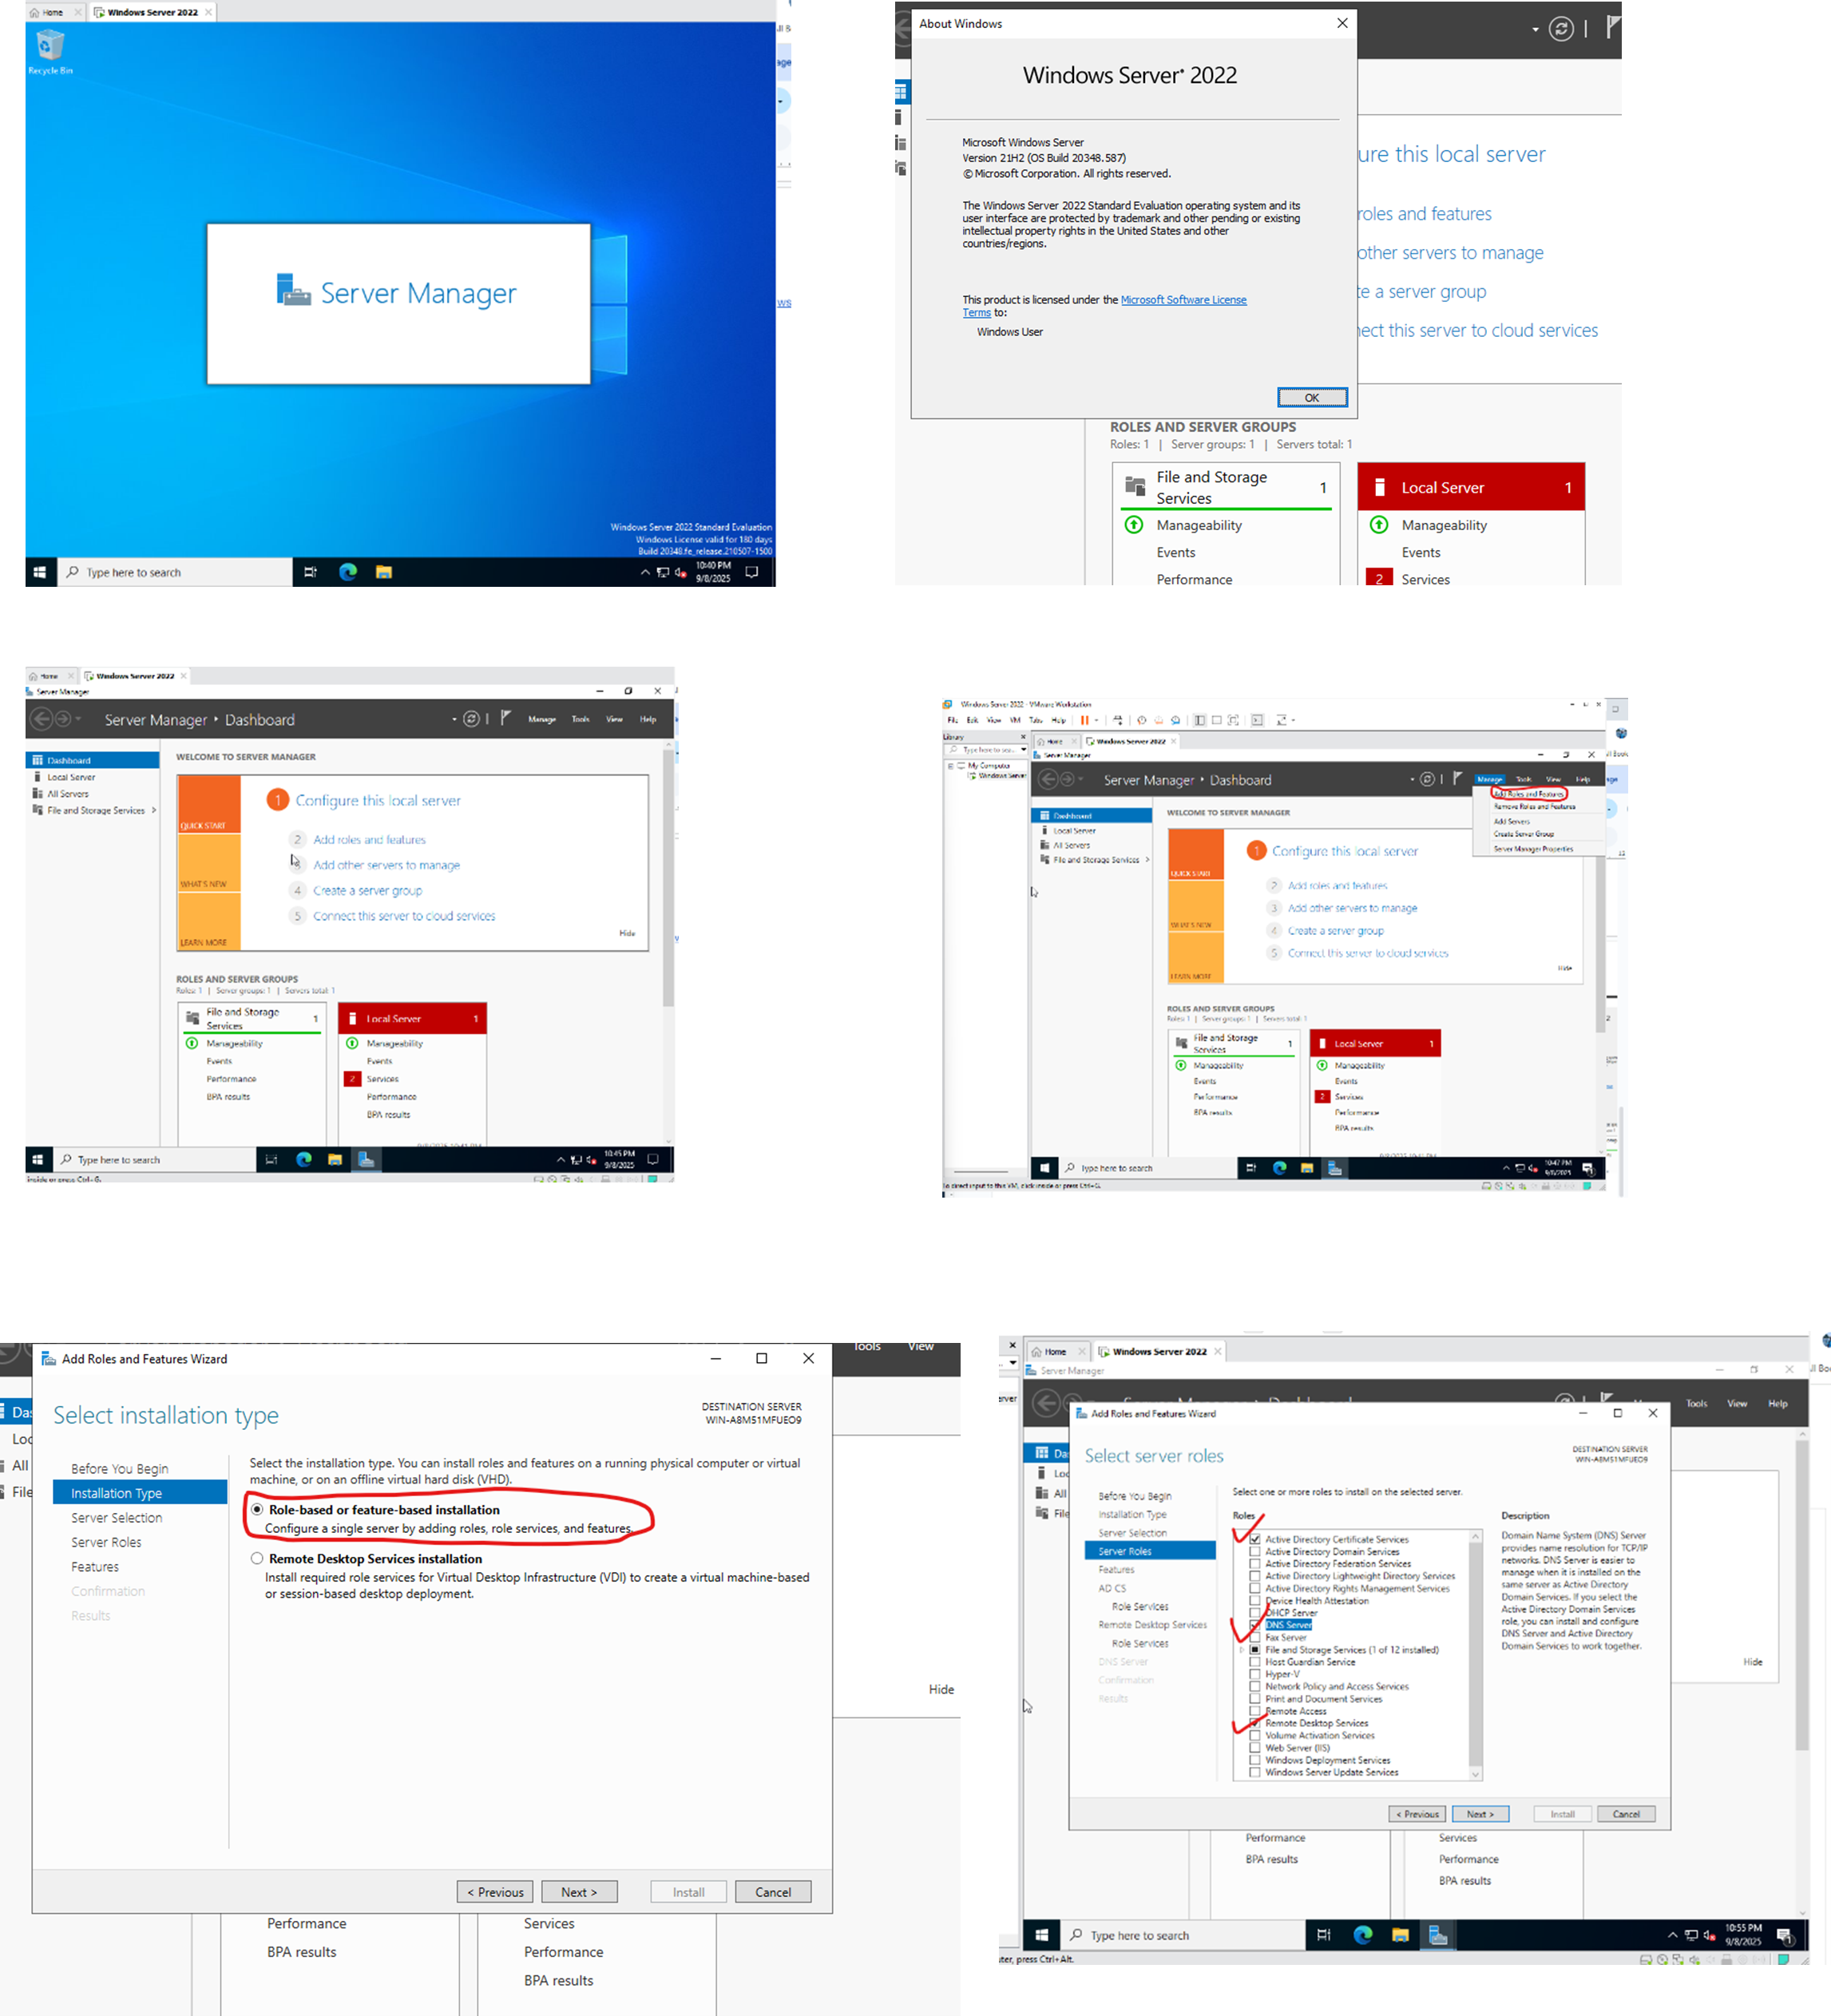 Home
Windows Server 2022
Recycle Bin
Server Manager
Windows Server 2022 Standard Evaluation
Windows License valid for 180 days
Build 20348.fe_release.210507-1500
Type here to search
10:40 PM
9/8/2025
About Windows
Windows Server 2022
Microsoft Windows Server
Version 21H2 (OS Build 20348.587)
© Microsoft Corporation. All rights reserved.
The Windows Server 2022 Standard Evaluation operating system and its
user interface are protected by trademark and other pending or existing
intellectual property rights in the United States and other
countries/regions.
This product is licensed under the Microsoft Software License
Terms to:
Windows User
OK
ure this local server
roles and features
other servers to manage
te a server group
nect this server to cloud services
ROLES AND SERVER GROUPS
Roles: 1 | Server groups: 1 | Servers total: 1
File and Storage
Services
1
Manageability
Events
Performance
Local Server 1
Manageability
Events
2 Services
Home
Windows Server 2022
Server Manager
Server Manager • Dashboard
Manage Tools View Help
Dashboard
Local Server
All Servers
File and Storage Services
WELCOME TO SERVER MANAGER
QUICK START
WHAT'S NEW
LEARN MORE
1 Configure this local server
2 Add roles and features
3 Add other servers to manage
4 Create a server group
5 Connect this server to cloud services
Hide
ROLES AND SERVER GROUPS
Roles: 1 | Server groups: 1 | Servers total: 1
File and Storage
Services
1
Manageability
Events
Performance
BPA results
Local Server 1
Manageability
Events
2 Services
Performance
BPA results
9/8/2025 10:41 PM
Type here to search
10:45 PM
9/8/2025
inside or press Ctrl+G.
Windows Server 2022 - VMware Workstation
File Edit View VM Tabs Help
Library
Type here to sea...
My Computer
Windows Server
Home
Windows Server 2022
Server Manager
Server Manager • Dashboard
Manage Tools View Help
Add Roles and Features
Remove Roles and Features
Add Servers
Create Server Group
Server Manager Properties
Dashboard
Local Server
All Servers
File and Storage Services
WELCOME TO SERVER MANAGER
QUICK START
WHAT'S NEW
LEARN MORE
1 Configure this local server
2 Add roles and features
3 Add other servers to manage
4 Create a server group
5 Connect this server to cloud services
Hide
ROLES AND SERVER GROUPS
Roles: 1 | Server groups: 1 | Servers total: 1
File and Storage
Services
1
Manageability
Events
Performance
BPA results
Local Server 1
Manageability
Events
2 Services
Performance
BPA results
Type here to search
10:47 PM
9/8/2025
To direct input to this VM, click inside or press Ctrl+G.
Tools View
Add Roles and Features Wizard
Select installation type
DESTINATION SERVER
WIN-A8M51MFUEO9
Before You Begin
Installation Type
Server Selection
Server Roles
Features
Confirmation
Results
Select the installation type. You can install roles and features on a running physical computer or virtual
machine, or on an offline virtual hard disk (VHD).
Role-based or feature-based installation
Configure a single server by adding roles, role services, and features.
Remote Desktop Services installation
Install required role services for Virtual Desktop Infrastructure (VDI) to create a virtual machine-based
or session-based desktop deployment.
< Previous
Next >
Install
Cancel
Hide
Performance
BPA results
Services
Performance
BPA results
Home
Windows Server 2022
Server Manager
Tools View Help
Add Roles and Features Wizard
Select server roles
DESTINATION SERVER
WIN-A8M51MFUEO9
Before You Begin
Installation Type
Server Selection
Server Roles
Features
AD CS
Role Services
Remote Desktop Services
Role Services
DNS Server
Confirmation
Results
Select one or more roles to install on the selected server.
Roles
Active Directory Certificate Services
Active Directory Domain Services
Active Directory Federation Services
Active Directory Lightweight Directory Services
Active Directory Rights Management Services
Device Health Attestation
DHCP Server
DNS Server
Fax Server
File and Storage Services (1 of 12 installed)
Host Guardian Service
Hyper-V
Network Policy and Access Services
Print and Document Services
Remote Access
Remote Desktop Services
Volume Activation Services
Web Server (IIS)
Windows Deployment Services
Windows Server Update Services
Description
Domain Name System (DNS) Server
provides name resolution for TCP/IP
networks. DNS Server is easier to
manage when it is installed on the
same server as Active Directory
Domain Services. If you select the
Active Directory Domain Services
role, you can install and configure
DNS Server and Active Directory
Domain Services to work together.
< Previous
Next >
Install
Cancel
Hide
Performance
BPA results
Services
Performance
BPA results
Type here to search
10:55 PM
9/8/2025
ter, press Ctrl+Alt.